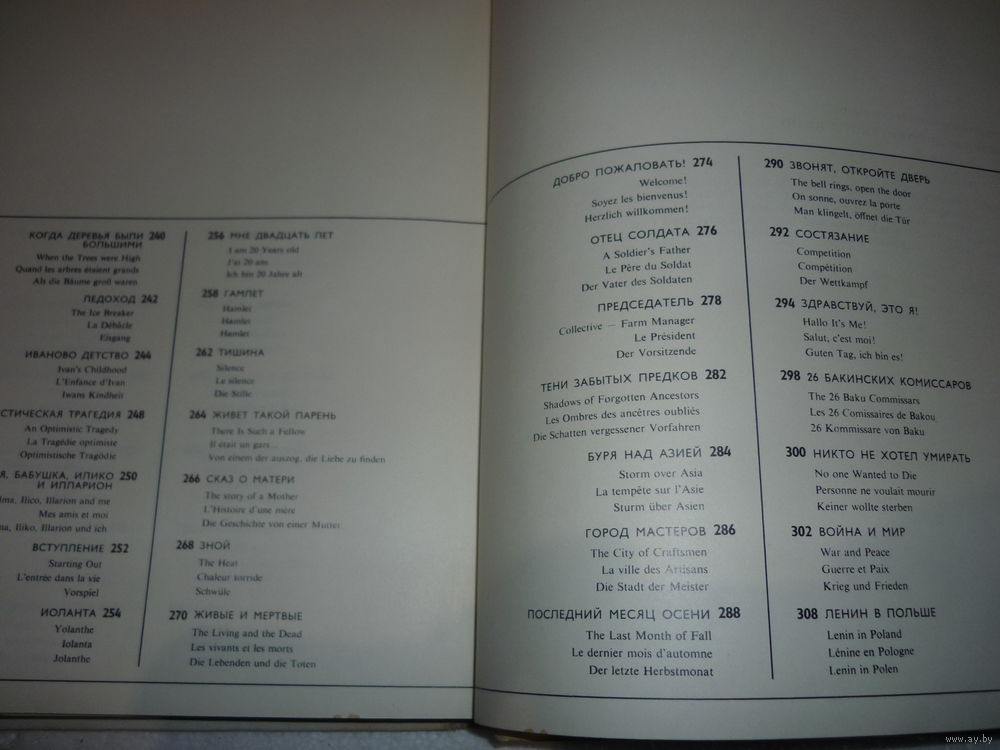 КОГДА ДЕРЕВЬЯ БЫЛИ 240
БОЛЬШИМИ
When the Trees were High
Quand les arbres étaient grands
Als die Bäume groß waren
ЛЕДОХОД 242
The Ice Breaker
La Débâcle
Eisgang
ИВАНОВО ДЕТСТВО 244
Ivan's Childhood
L'Enfance d'Ivan
Iwans Kindheit
СТИЧЕСКАЯ ТРАГЕДИЯ 248
An Optimistic Tragedy
La Tragédie optimiste
Optimistische Tragödie
Я, БАБУШКА, ИЛИКО 250
И ИЛЛАРИОН
lma, Ilico, Illarion and me
Mes amis et moi
na, Iliko, Illarion und ich
ВСТУПЛЕНИЕ 252
Starting Out
L'entrée dans la vie
Vorspiel
ИОЛАНТА 254
Yolanthe
Iolanta
Jolanthe
256 МНЕ ДВАДЦАТЬ ЛЕТ
I am 20 Years old
J'ai 20 ans
Ich bin 20 Jahre alt
258 ГАМЛЕТ
Hamlet
Hamlet
Hamlet
262 ТИШИНА
Silence
Le silence
Die Stille
264 ЖИВЕТ ТАКОЙ ПАРЕНЬ
There Is Such a Fellow
Il était un gars...
Von einem der auszog, die Liebe zu finden
266 СКАЗ О МАТЕРИ
The story of a Mother
L'Histoire d'une mère
Die Geschichte von einer Mutter
268 ЗНОЙ
The Heat
Chaleur torride
Schwüle
270 ЖИВЫЕ И МЕРТВЫЕ
The Living and the Dead
Les vivants et les morts
Die Lebenden und die Toten
ДОБРО ПОЖАЛОВАТЬ! 274
Welcome!
Soyez les bienvenus!
Herzlich willkommen!
ОТЕЦ СОЛДАТА 276
A Soldier's Father
Le Père du Soldat
Der Vater des Soldaten
ПРЕДСЕДАТЕЛЬ 278
Collective — Farm Manager
Le Président
Der Vorsitzende
ТЕНИ ЗАБЫТЫХ ПРЕДКОВ 282
Shadows of Forgotten Ancestors
Les Ombres des ancêtres oubliés
Die Schatten vergessener Vorfahren
БУРЯ НАД АЗИЕЙ 284
Storm over Asia
La tempête sur l'Asie
Sturm über Asien
ГОРОД МАСТЕРОВ 286
The City of Craftsmen
La ville des Artisans
Die Stadt der Meister
ПОСЛЕДНИЙ МЕСЯЦ ОСЕНИ 288
The Last Month of Fall
Le dernier mois d'automne
Der letzte Herbstmonat
290 ЗВОНЯТ, ОТКРОЙТЕ ДВЕРЬ
The bell rings, open the door
On sonne, ouvrez la porte
Man klingelt, öffnet die Tür
292 СОСТЯЗАНИЕ
Competition
Compétition
Der Wettkampf
294 ЗДРАВСТВУЙ, ЭТО Я!
Hallo It's Me!
Salut, c'est moi!
Guten Tag, ich bin es!
298 26 БАКИНСКИХ КОМИССАРОВ
The 26 Baku Commissars
Les 26 Comissaires de Bakou
26 Kommissare von Baku
300 НИКТО НЕ ХОТЕЛ УМИРАТЬ
No one Wanted to Die
Personne ne voulait mourir
Keiner wollte sterben
302 ВОЙНА И МИР
War and Peace
Guerre et Paix
Krieg und Frieden
308 ЛЕНИН В ПОЛЬШЕ
Lenin in Poland
Lénine en Pologne
Lenin in Polen
www.ay.by